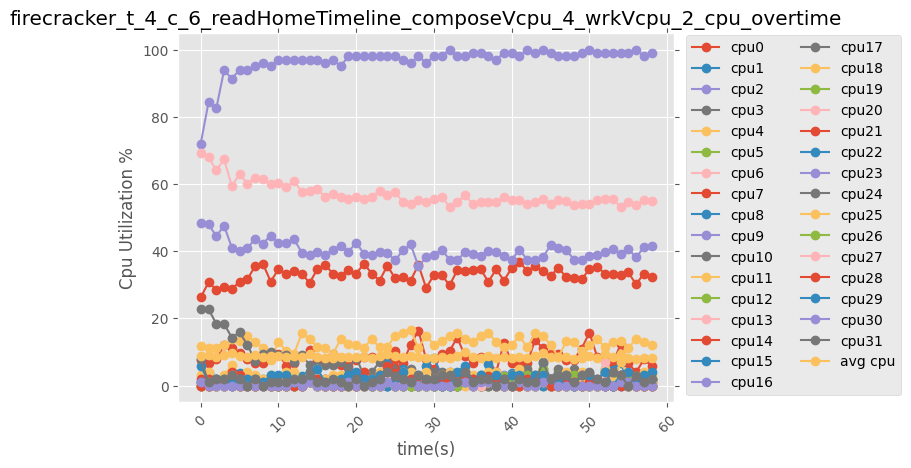 firecracker_t_4_c_6_readHomeTimeline_composeVcpu_4_wrkVcpu_2_cpu_overtime
Cpu Utilization %
100
80
60
40
20
0
0
10
20
30
40
50
60
time(s)
cpu0
cpu1
cpu2
cpu3
cpu4
cpu5
cpu6
cpu7
cpu8
cpu9
cpu10
cpu11
cpu12
cpu13
cpu14
cpu15
cpu16
cpu17
cpu18
cpu19
cpu20
cpu21
cpu22
cpu23
cpu24
cpu25
cpu26
cpu27
cpu28
cpu29
cpu30
cpu31
avg cpu